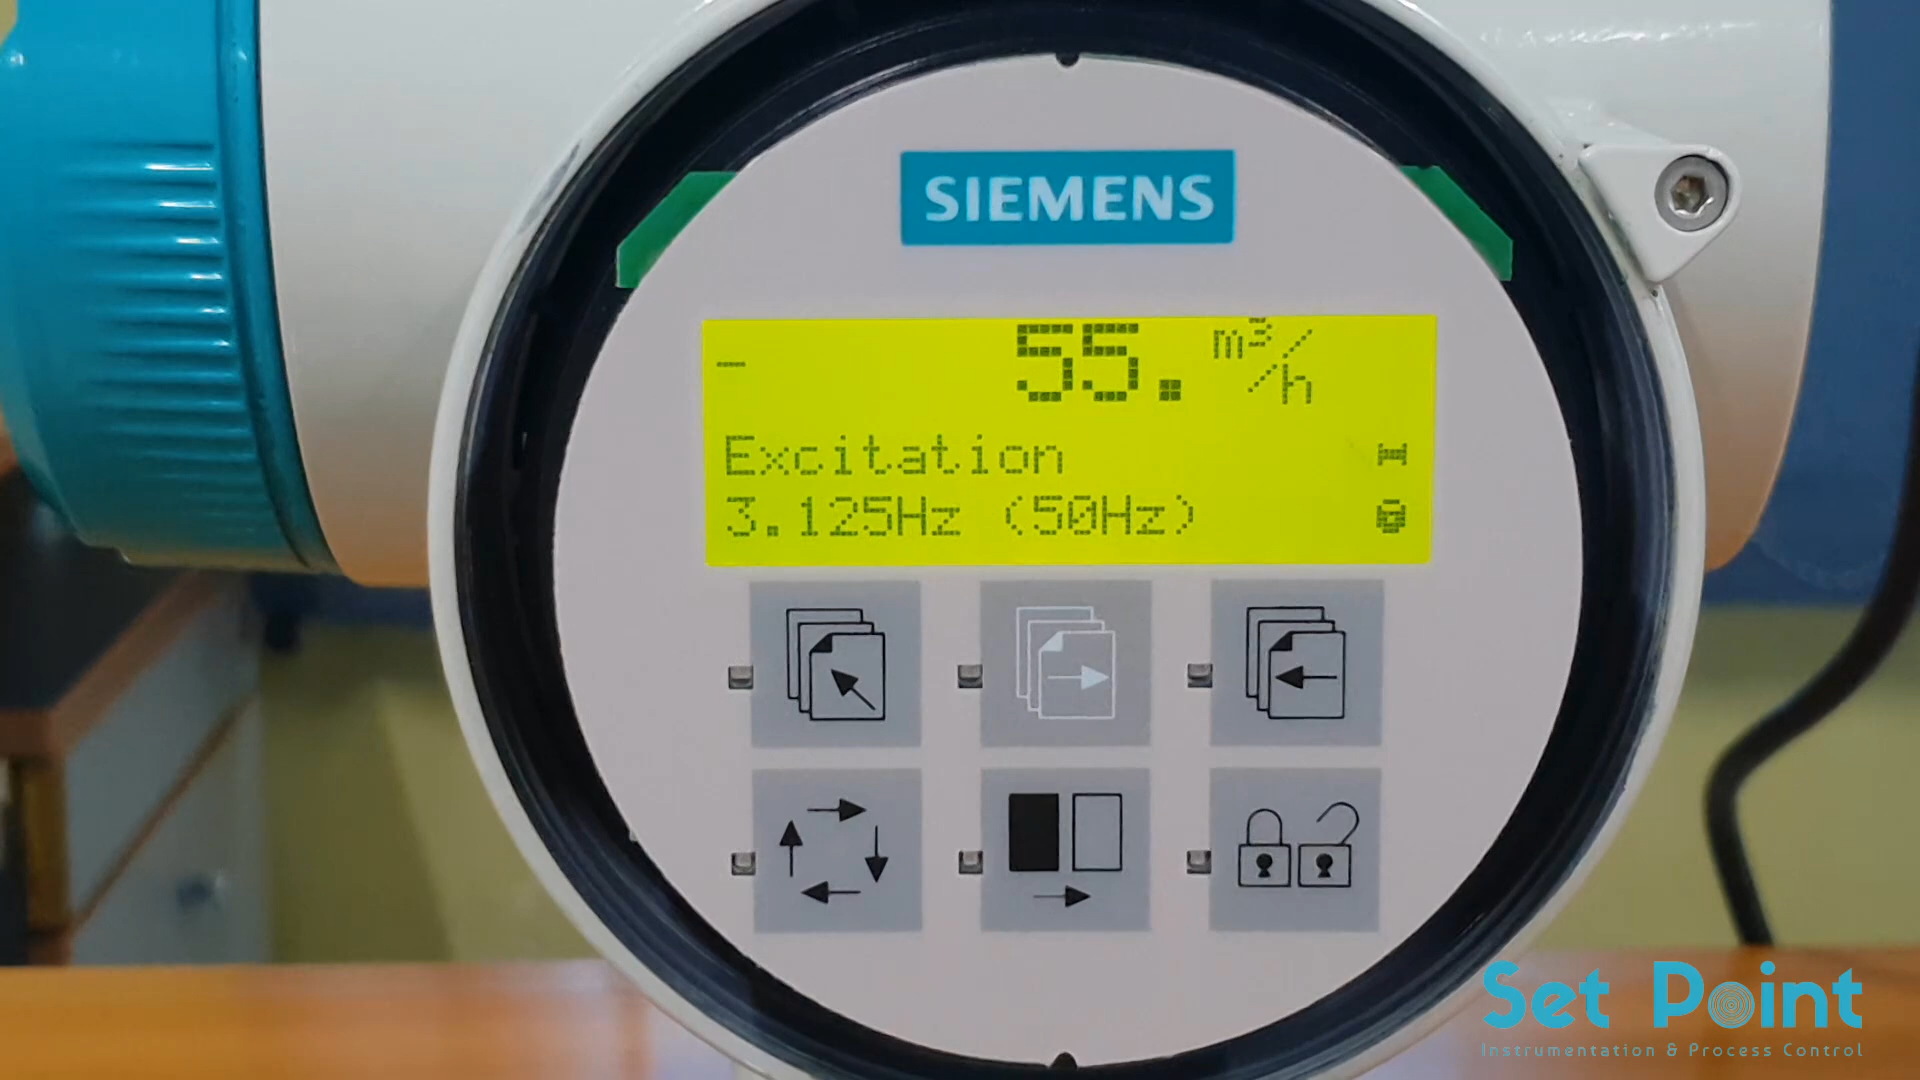 SIEMENS
– 55. m³/
/h
Excitation
3.125Hz (50Hz)
Set Point
Instrumentation & Process Control